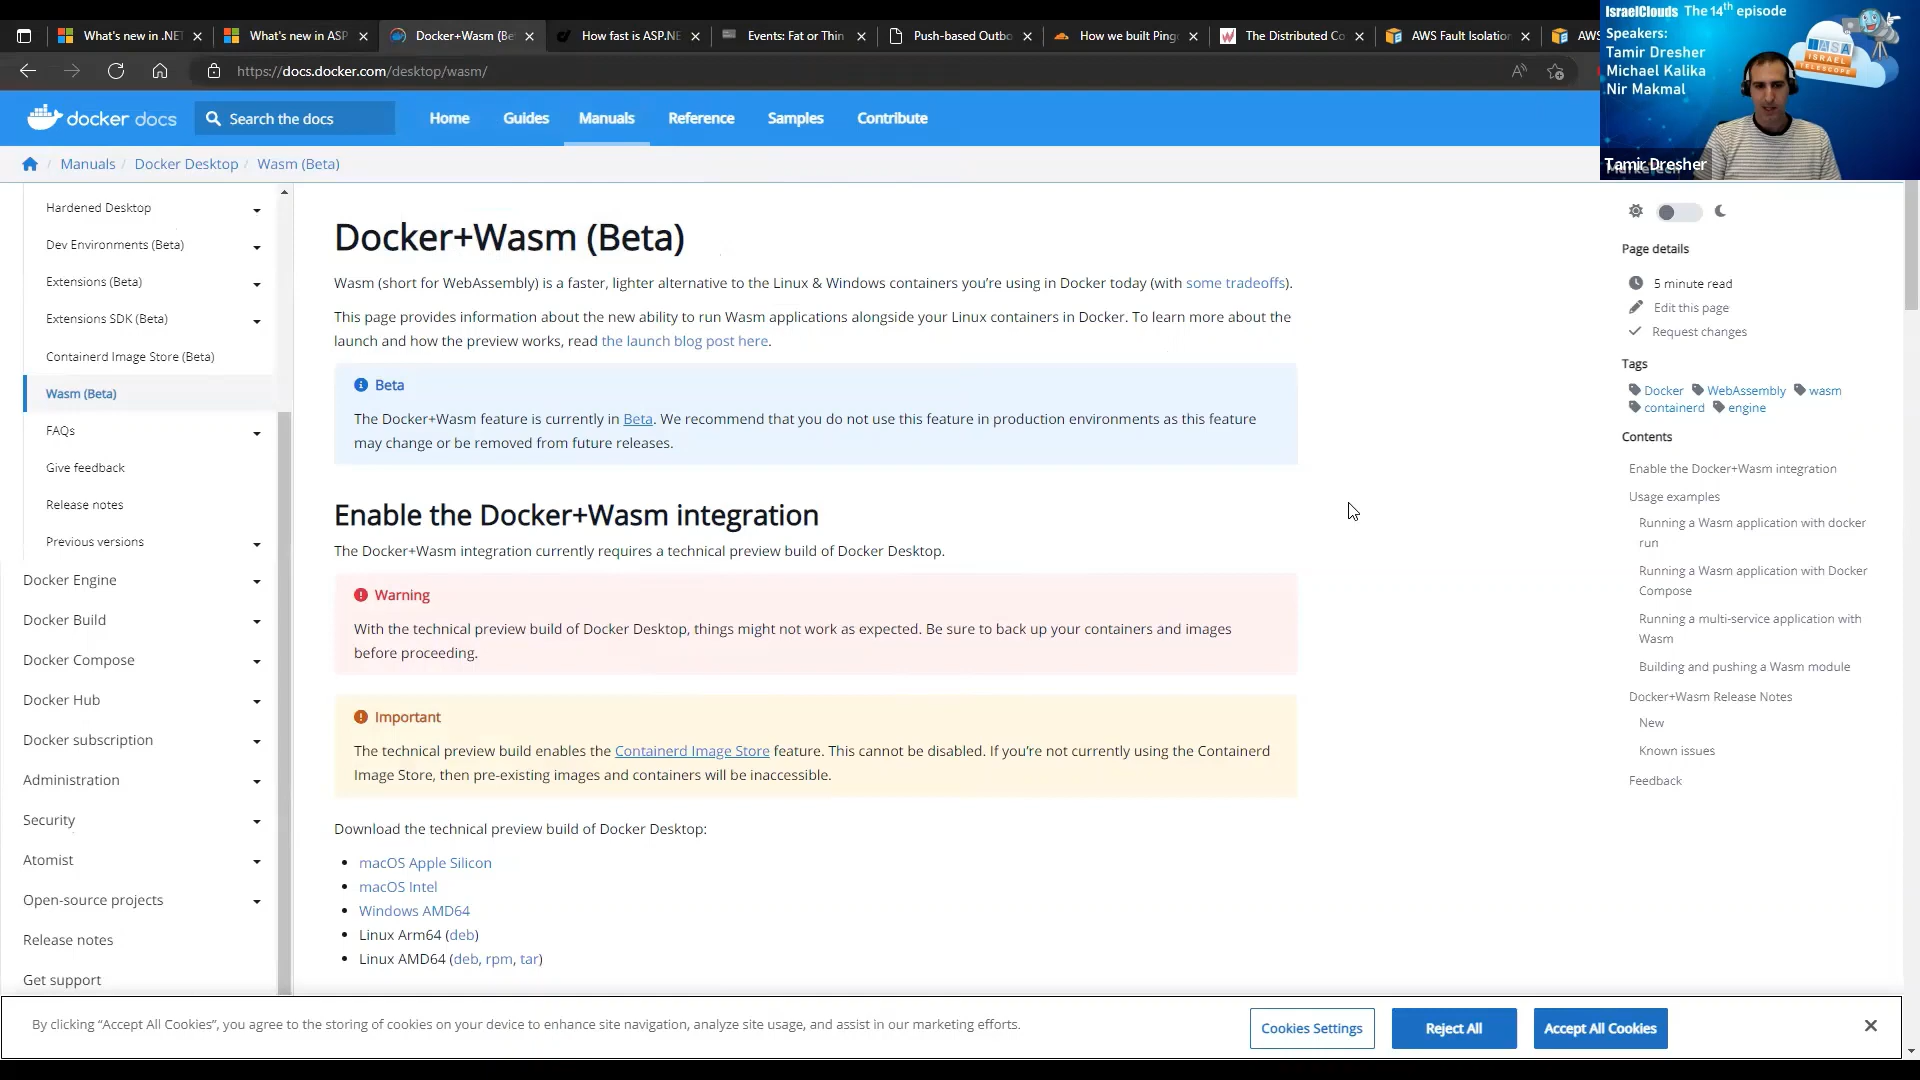 What's new in .NET
What's new in ASP
Docker+Wasm (Be
How fast is ASP.NE
Events: Fat or Thin
Push-based Outbo
How we built Ping
The Distributed Co
AWS Fault Isolation
AWS
https://docs.docker.com/desktop/wasm/
IsraelClouds The 14th episode
Speakers:
Tamir Dresher
Michael Kalika
Nir Makmal
IASA
ISRAEL
TELESCOPE
Tamir Dresher
docker docs
Search the docs
Home
Guides
Manuals
Reference
Samples
Contribute
/ Manuals / Docker Desktop / Wasm (Beta)
Hardened Desktop
Dev Environments (Beta)
Extensions (Beta)
Extensions SDK (Beta)
Containerd Image Store (Beta)
Wasm (Beta)
FAQs
Give feedback
Release notes
Previous versions
Docker Engine
Docker Build
Docker Compose
Docker Hub
Docker subscription
Administration
Security
Atomist
Open-source projects
Release notes
Get support
Docker+Wasm (Beta)
Wasm (short for WebAssembly) is a faster, lighter alternative to the Linux & Windows containers you’re using in Docker today (with some tradeoffs).
This page provides information about the new ability to run Wasm applications alongside your Linux containers in Docker. To learn more about the
launch and how the preview works, read the launch blog post here.
Beta
The Docker+Wasm feature is currently in Beta. We recommend that you do not use this feature in production environments as this feature
may change or be removed from future releases.
Enable the Docker+Wasm integration
The Docker+Wasm integration currently requires a technical preview build of Docker Desktop.
Warning
With the technical preview build of Docker Desktop, things might not work as expected. Be sure to back up your containers and images
before proceeding.
Important
The technical preview build enables the Containerd Image Store feature. This cannot be disabled. If you’re not currently using the Containerd
Image Store, then pre-existing images and containers will be inaccessible.
Download the technical preview build of Docker Desktop:
• macOS Apple Silicon
• macOS Intel
• Windows AMD64
• Linux Arm64 (deb)
• Linux AMD64 (deb, rpm, tar)
Page details
5 minute read
Edit this page
Request changes
Tags
Docker WebAssembly wasm
containerd engine
Contents
Enable the Docker+Wasm integration
Usage examples
Running a Wasm application with docker
run
Running a Wasm application with Docker
Compose
Running a multi-service application with
Wasm
Building and pushing a Wasm module
Docker+Wasm Release Notes
New
Known issues
Feedback
By clicking “Accept All Cookies”, you agree to the storing of cookies on your device to enhance site navigation, analyze site usage, and assist in our marketing efforts.
Cookies Settings
Reject All
Accept All Cookies